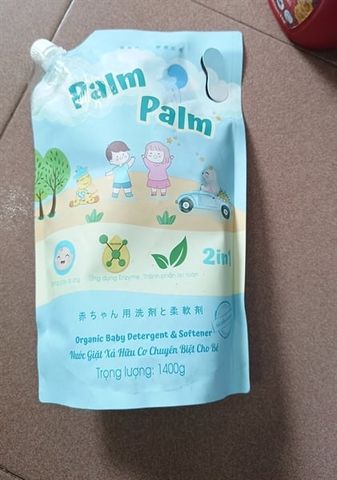 Palm
Palm
2in1
赤ちゃん用洗剤と柔軟剤
Organic Baby Detergent & Softener
Nước Giặt Xả Hữu Cơ Chuyên Biệt Cho Bé
Trọng lượng: 1400g